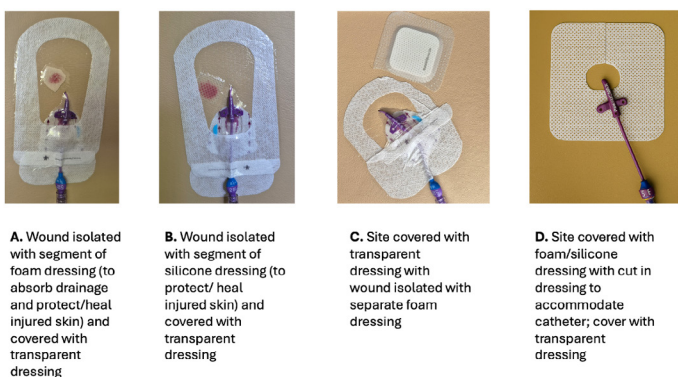 A. Wound isolated
with segment of
foam dressing (to
absorb drainage
and protect/heal
injured skin) and
covered with
transparent
dressing
B. Wound isolated
with segment of
silicone dressing (to
protect/ heal
injured skin) and
covered with
transparent
dressing
C. Site covered with
transparent
dressing with
wound isolated with
separate foam
dressing
D. Site covered with
foam/silicone
dressing with cut in
dressing to
accommodate
catheter; cover with
transparent
dressing